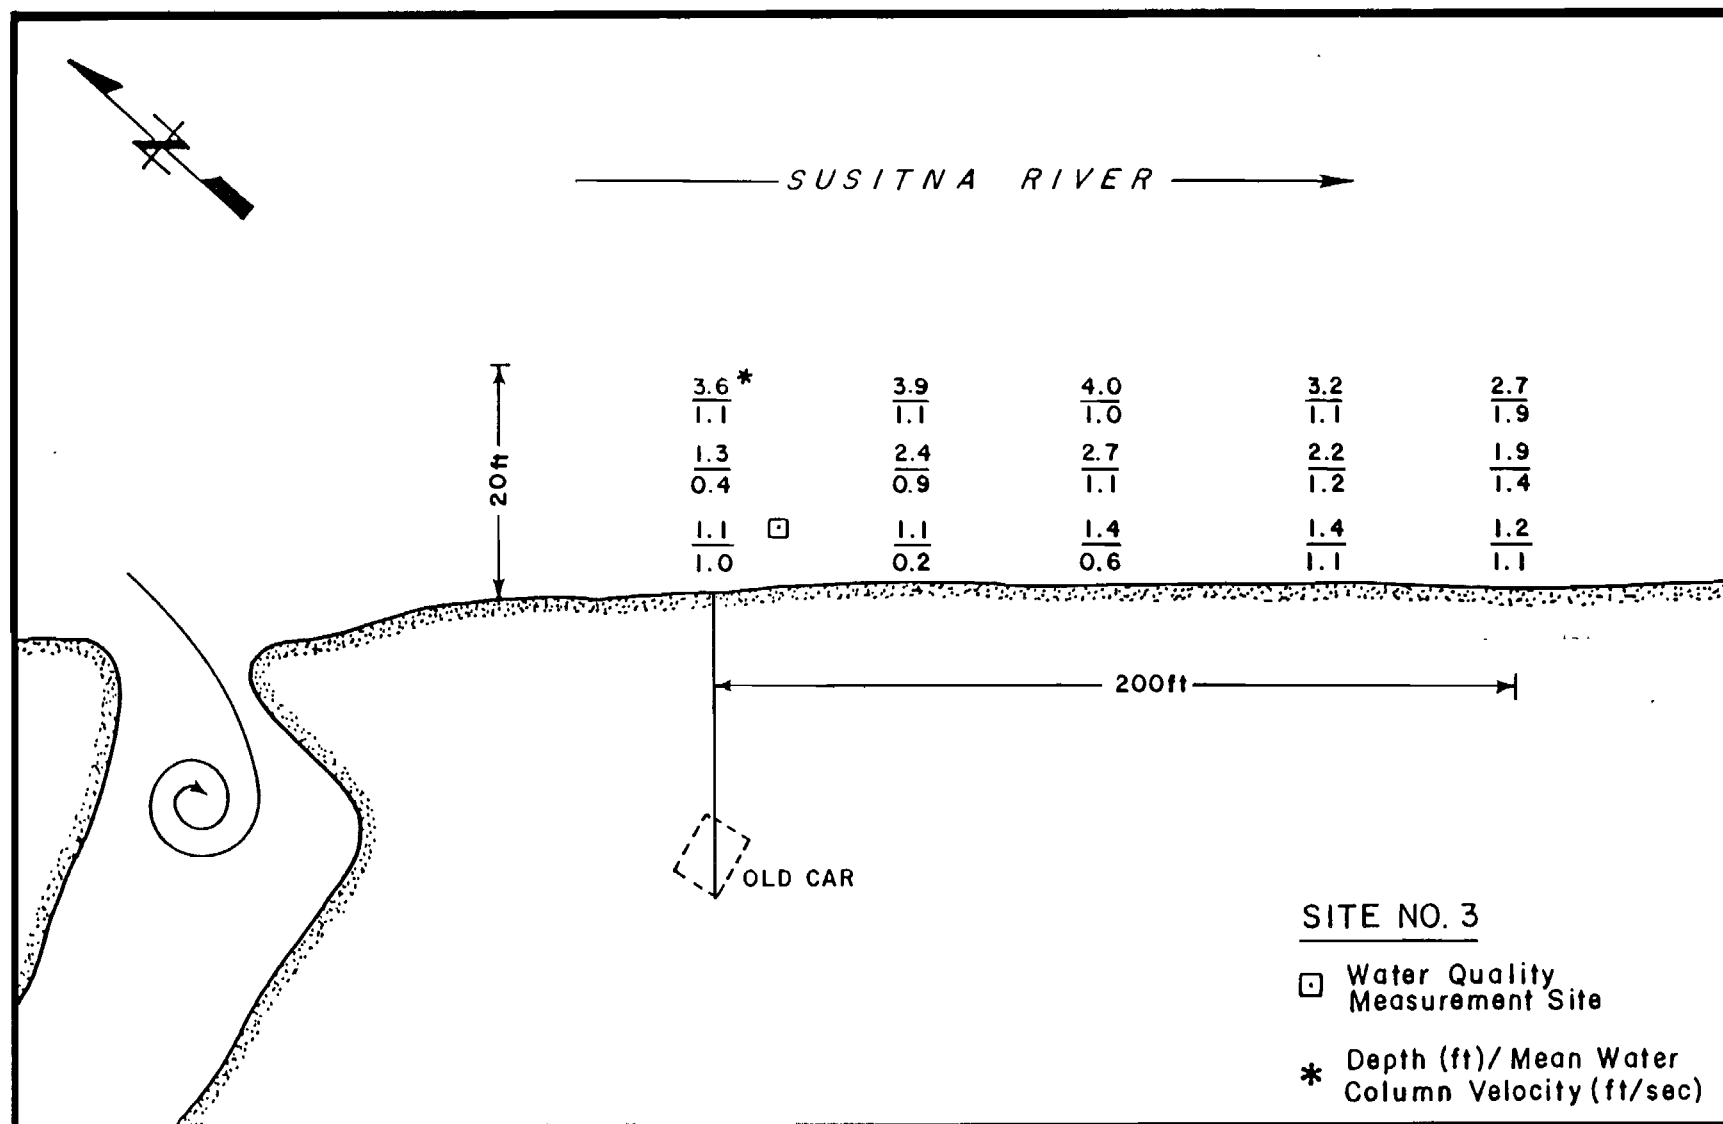 SUSITNA RIVER
20ft
3.6* 3.9 4.0 3.2 2.7
1.1 1.1 1.0 1.1 1.9
1.3 2.4 2.7 2.2 1.9
0.4 0.9 1.1 1.2 1.4
1.1 1.1 1.4 1.4 1.2
1.0 0.2 0.6 1.1 1.1
200ft
OLD CAR
SITE NO. 3
Water Quality
Measurement Site
* Depth (ft)/Mean Water
Column Velocity (ft/sec)